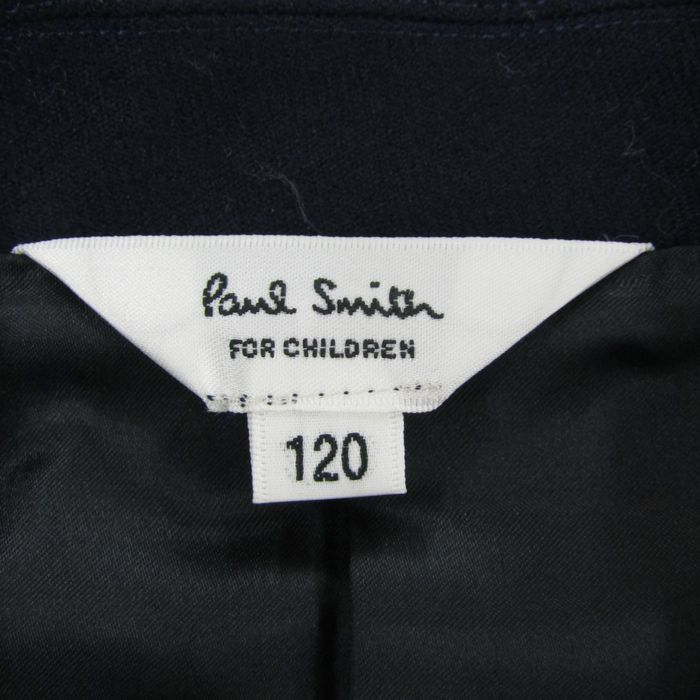 Paul Smith
FOR CHILDREN
120